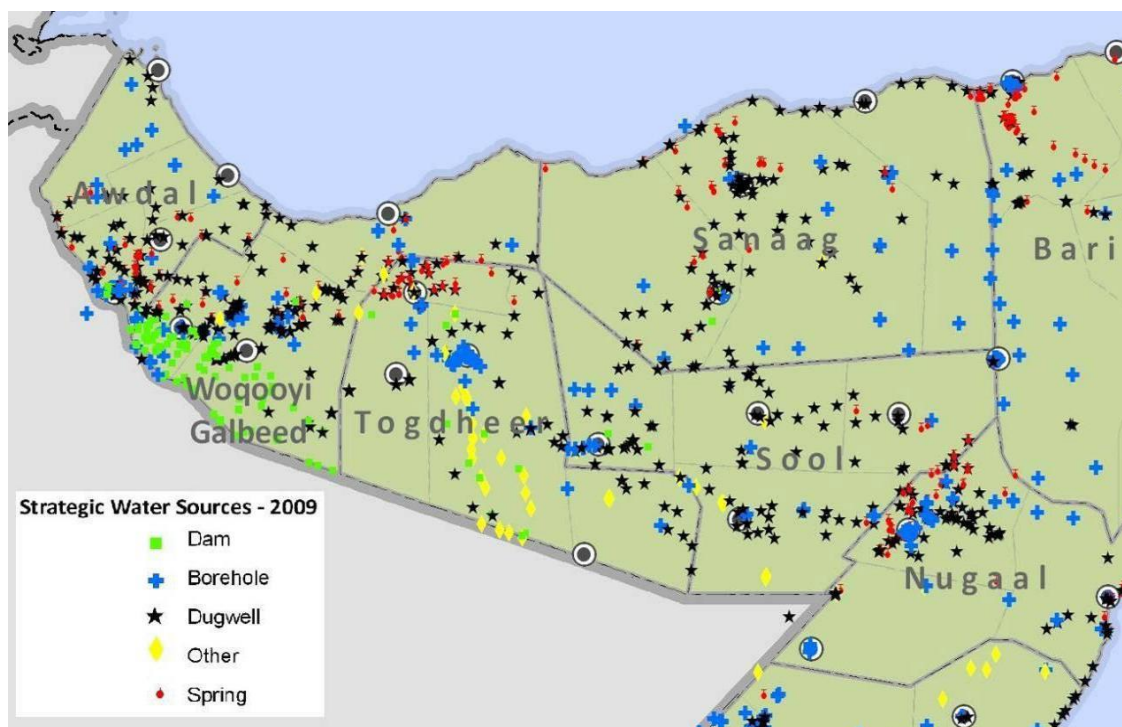 Awdal
Sanaag
Bari
Woqooyi
Galbeed
Togdheer
Sool
Nugaal
Strategic Water Sources - 2009
Dam
Borehole
Dugwell
Other
Spring